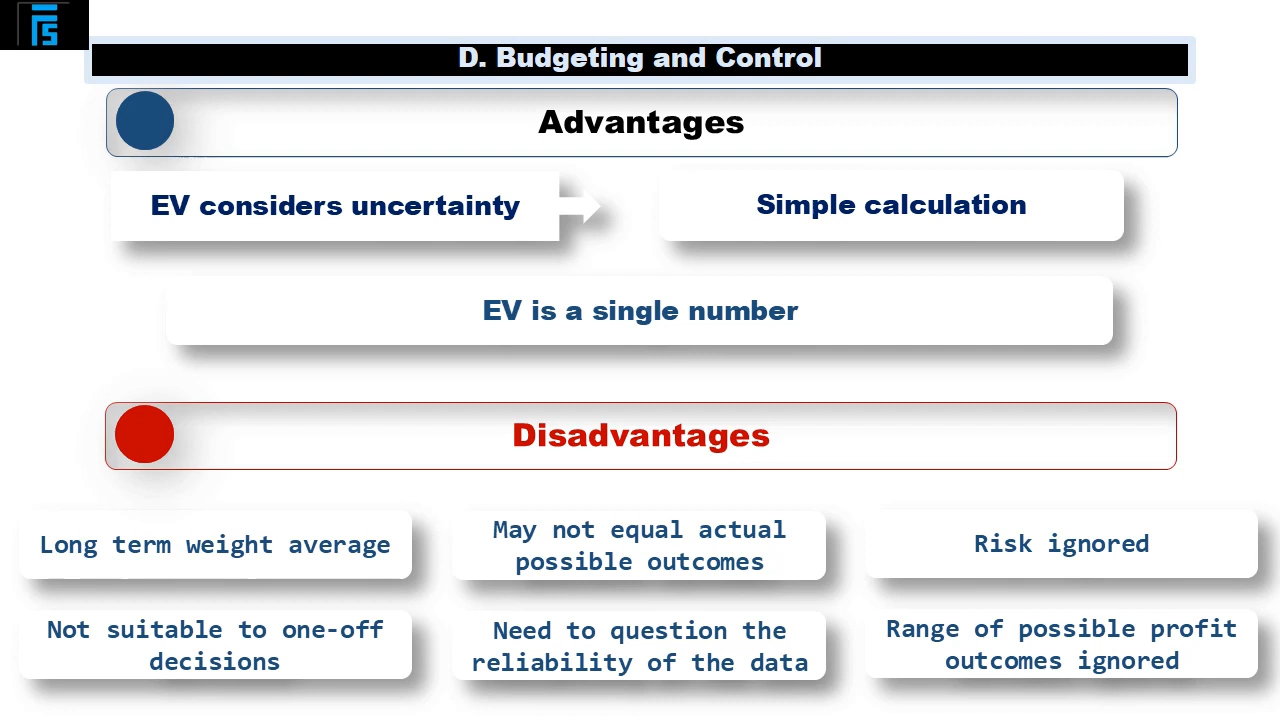 D. Budgeting and Control
Advantages
EV considers uncertainty
Simple calculation
EV is a single number
Disadvantages
Long term weight average
May not equal actual
possible outcomes
Risk ignored
Not suitable to one-off
decisions
Need to question the
reliability of the data
Range of possible profit
outcomes ignored